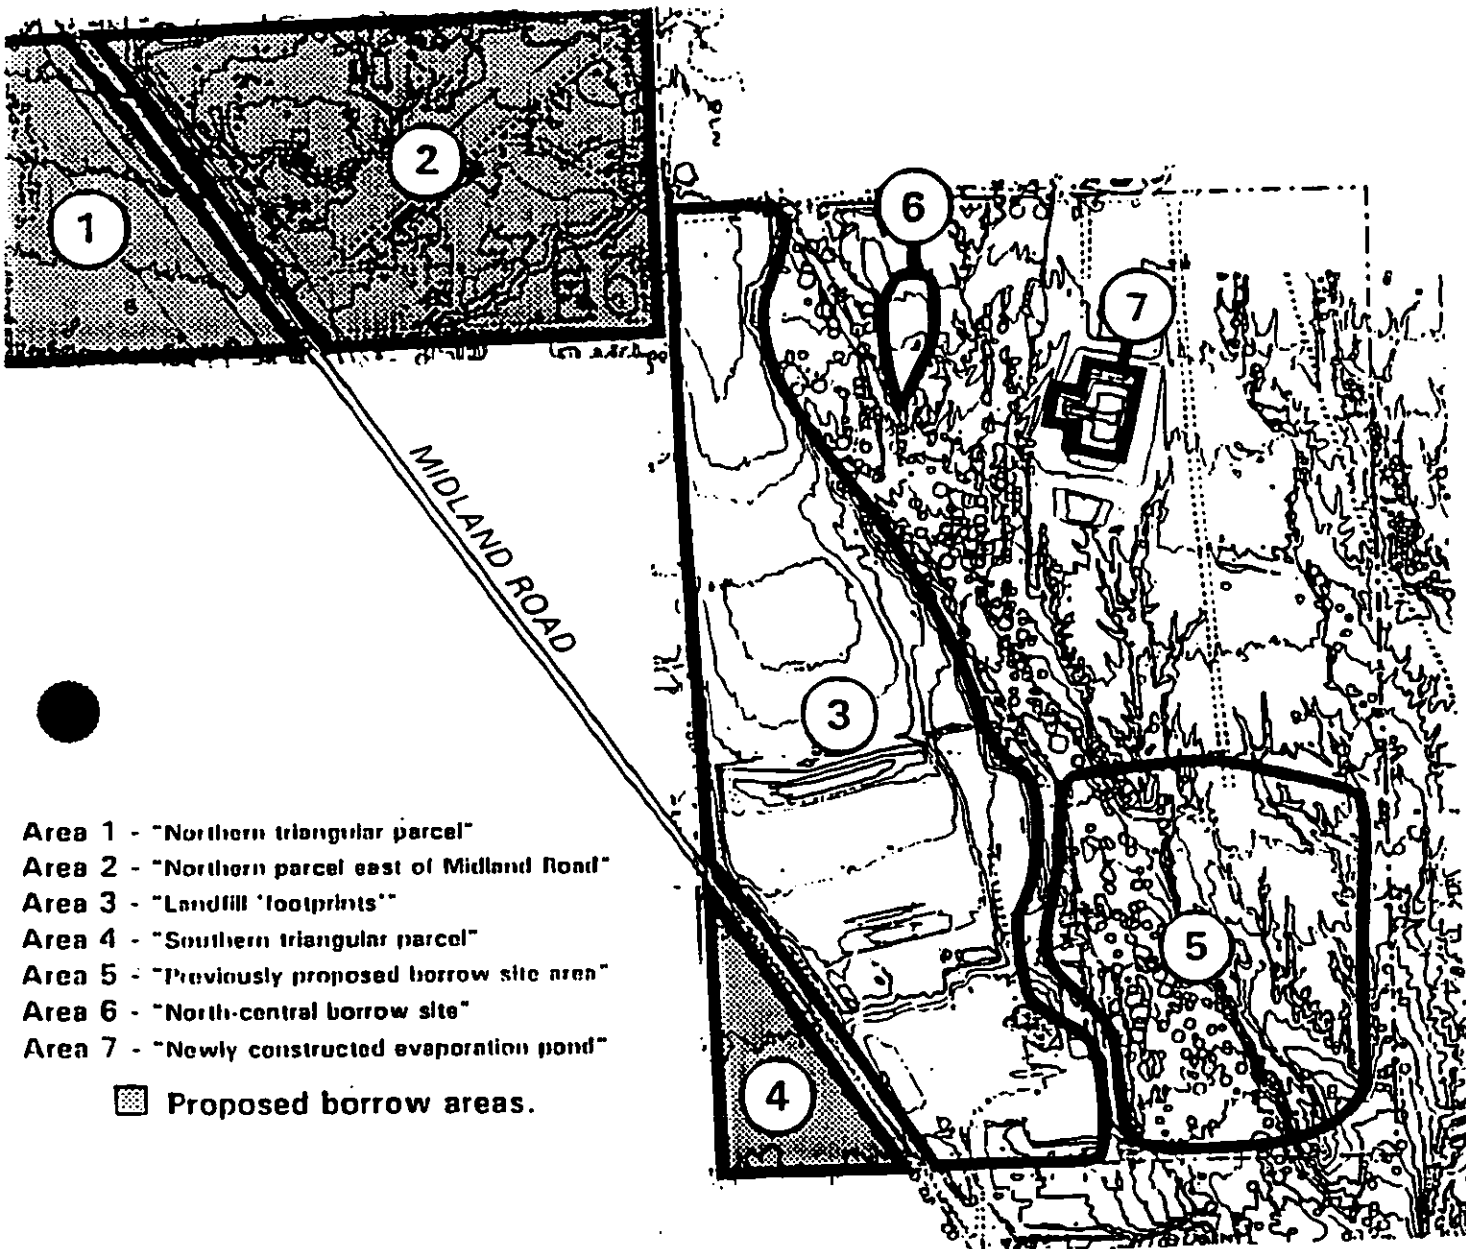 2
6
1
7
MIDLAND ROAD
3
Area 1 - "Northern triangular parcel"
Area 2 - "Northern parcel east of Midland Road"
Area 3 - "Landfill 'footprints'"
Area 4 - "Southern triangular parcel"
Area 5 - "Previously proposed borrow site area"
Area 6 - "North-central borrow site"
Area 7 - "Newly constructed evaporation pond"
5
4
Proposed borrow areas.